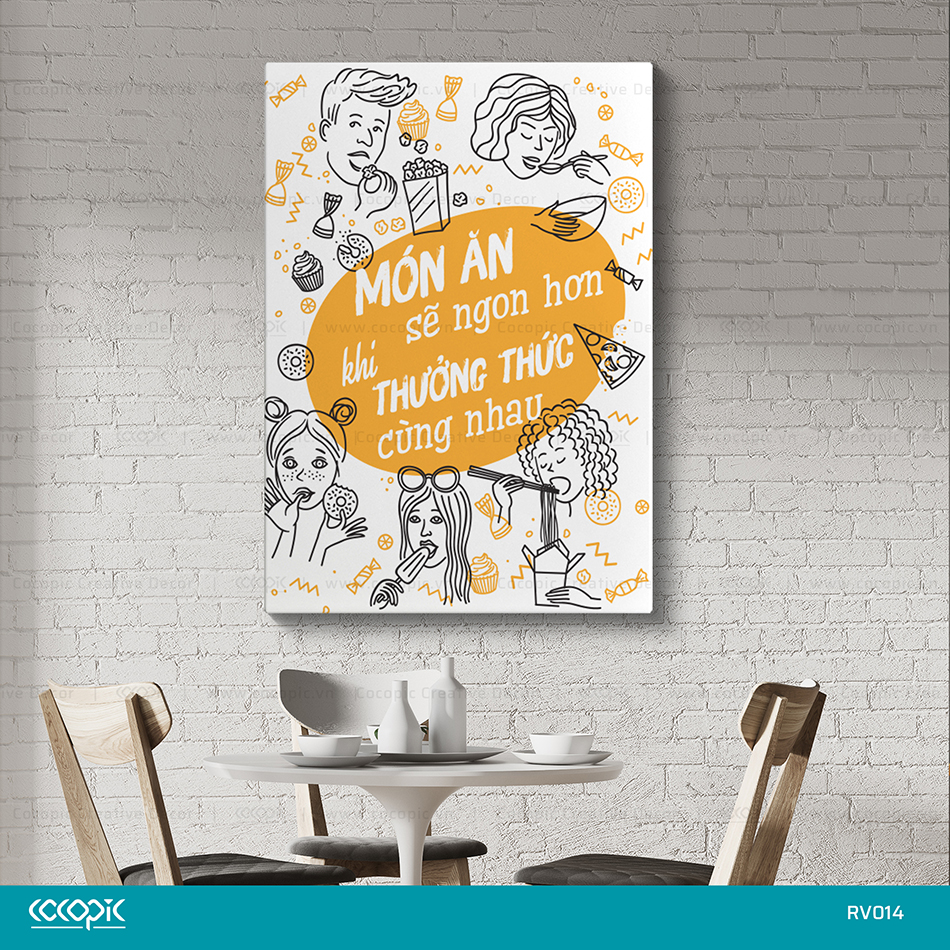 MÓN ĂN
sẽ ngon hơn
khi
THƯỞNG THỨC
cùng nhau
COCOPIC
RV014
www.cocopic.vn | Cocopic Creative Decor